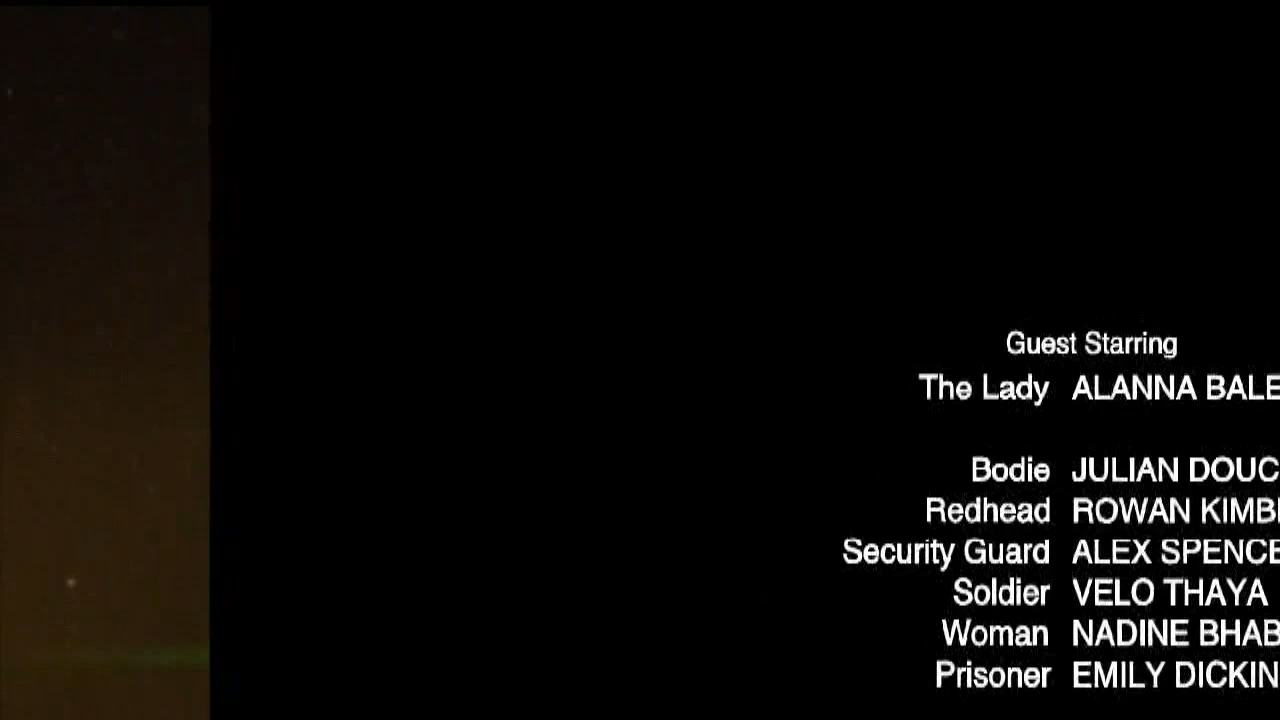 Guest Starring
The Lady ALANNA BALE
Bodie JULIAN DOUC
Redhead ROWAN KIMB
Security Guard ALEX SPENCE
Soldier VELO THAYA
Woman NADINE BHAB
Prisoner EMILY DICKIN